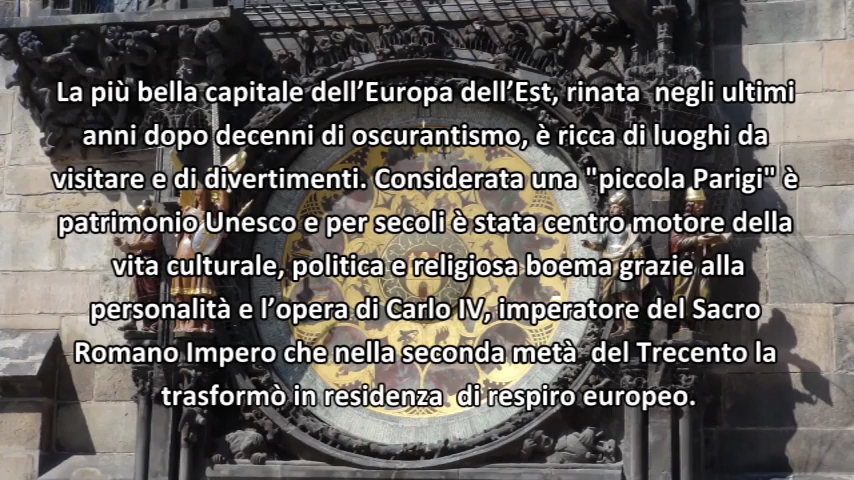 La più bella capitale dell’Europa dell’Est, rinata  negli ultimi
anni dopo decenni di oscurantismo, è ricca di luoghi da
visitare e di divertimenti. Considerata una "piccola Parigi" è
patrimonio Unesco e per secoli è stata centro motore della
vita culturale, politica e religiosa boema grazie alla
personalità e l’opera di Carlo IV, imperatore del Sacro
Romano Impero che nella seconda metà  del Trecento la
trasformò in residenza  di respiro europeo.